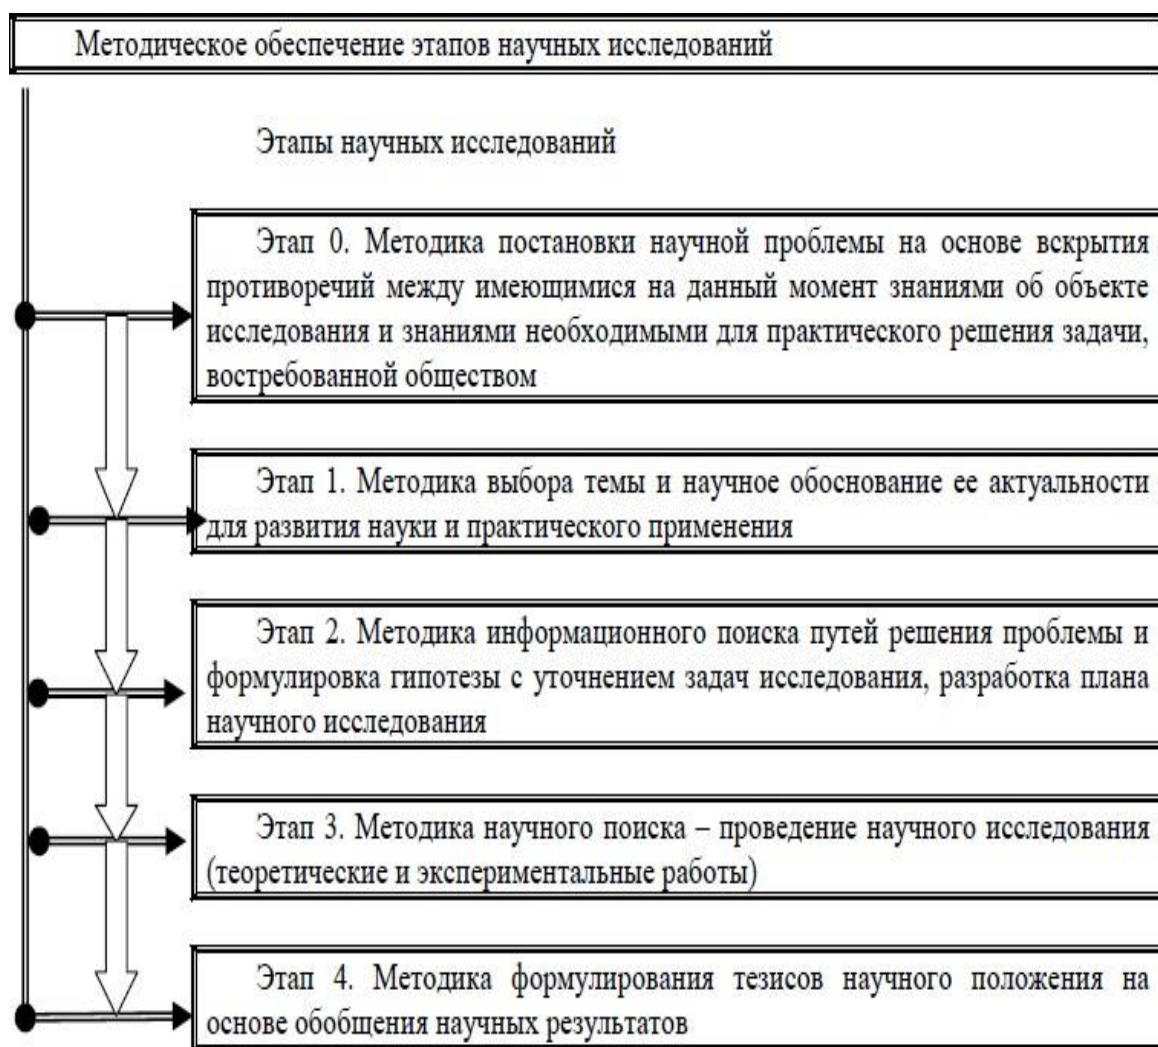 Методическое обеспечение этапов научных исследований
Этапы научных исследований
Этап 0. Методика постановки научной проблемы на основе вскрытия
противоречий между имеющимися на данный момент знаниями об объекте
исследования и знаниями необходимыми для практического решения задачи,
востребованной обществом
Этап 1. Методика выбора темы и научное обоснование ее актуальности
для развития науки и практического применения
Этап 2. Методика информационного поиска путей решения проблемы и
формулировка гипотезы с уточнением задач исследования, разработка плана
научного исследования
Этап 3. Методика научного поиска – проведение научного исследования
(теоретические и экспериментальные работы)
Этап 4. Методика формулирования тезисов научного положения на
основе обобщения научных результатов